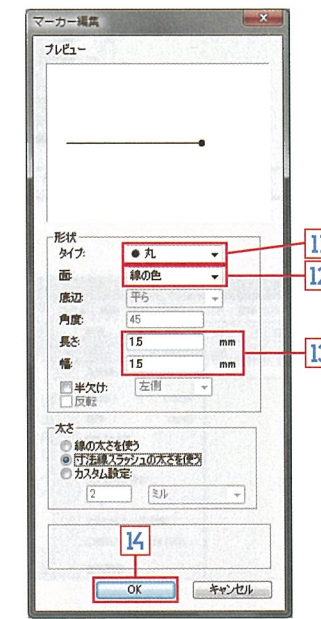 マーカー編集
プレビュー
形状
タイプ: ● 丸
11
面: 線の色
12
底辺: 平ら
角度: 45
長さ: 1.5 mm
幅: 1.5 mm
13
半欠け: 左側
反転
太さ
線の太さを使う
寸法線スラッシュの太さを使う
カスタム設定:
2 ミル
14
OK キャンセル